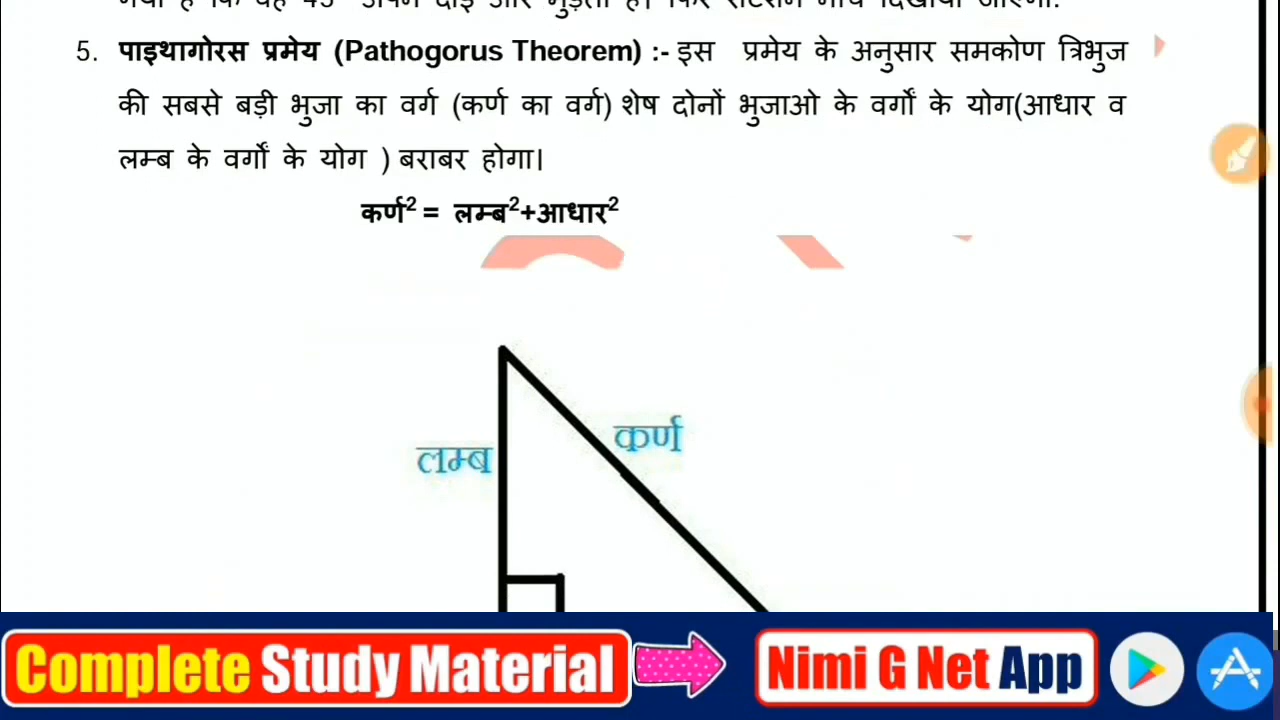 5. पाइथागोरस प्रमेय (Pathogorus Theorem) :- इस प्रमेय के अनुसार समकोण त्रिभुज
की सबसे बड़ी भुजा का वर्ग (कर्ण का वर्ग) शेष दोनों भुजाओ के वर्गों के योग(आधार व
लम्ब के वर्गों के योग ) बराबर होगा।
कर्ण² = लम्ब²+आधार²
कर्ण
लम्ब
Complete Study Material
Nimi G Net App